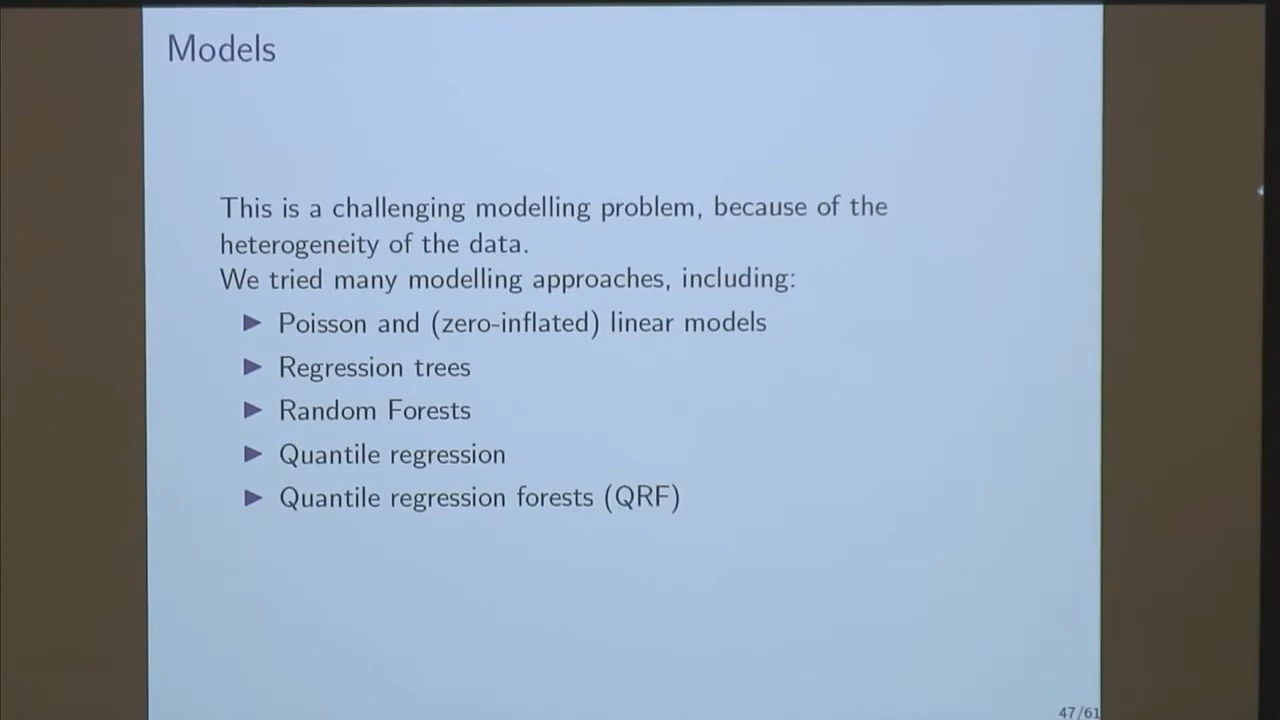 Models
This is a challenging modelling problem, because of the
heterogeneity of the data.
We tried many modelling approaches, including:
▶ Poisson and (zero-inflated) linear models
▶ Regression trees
▶ Random Forests
▶ Quantile regression
▶ Quantile regression forests (QRF)
47/61